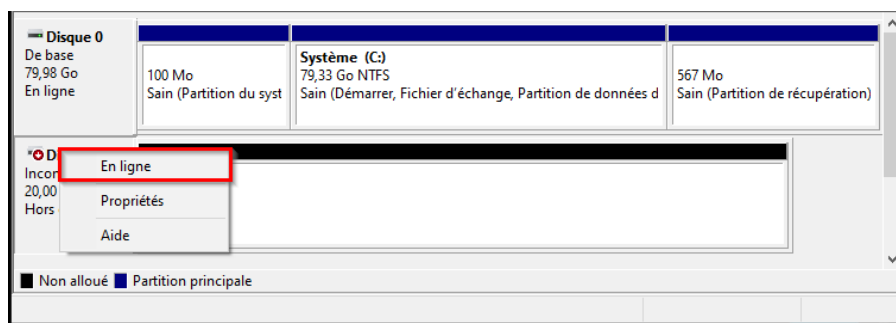 Disque 0
De base
79,98 Go
En ligne
100 Mo
Sain (Partition du syst
Système (C:)
79,33 Go NTFS
Sain (Démarrer, Fichier d'échange, Partition de données d
567 Mo
Sain (Partition de récupération)
D
Incon
20,00
Hors
En ligne
Propriétés
Aide
Non alloué
Partition principale